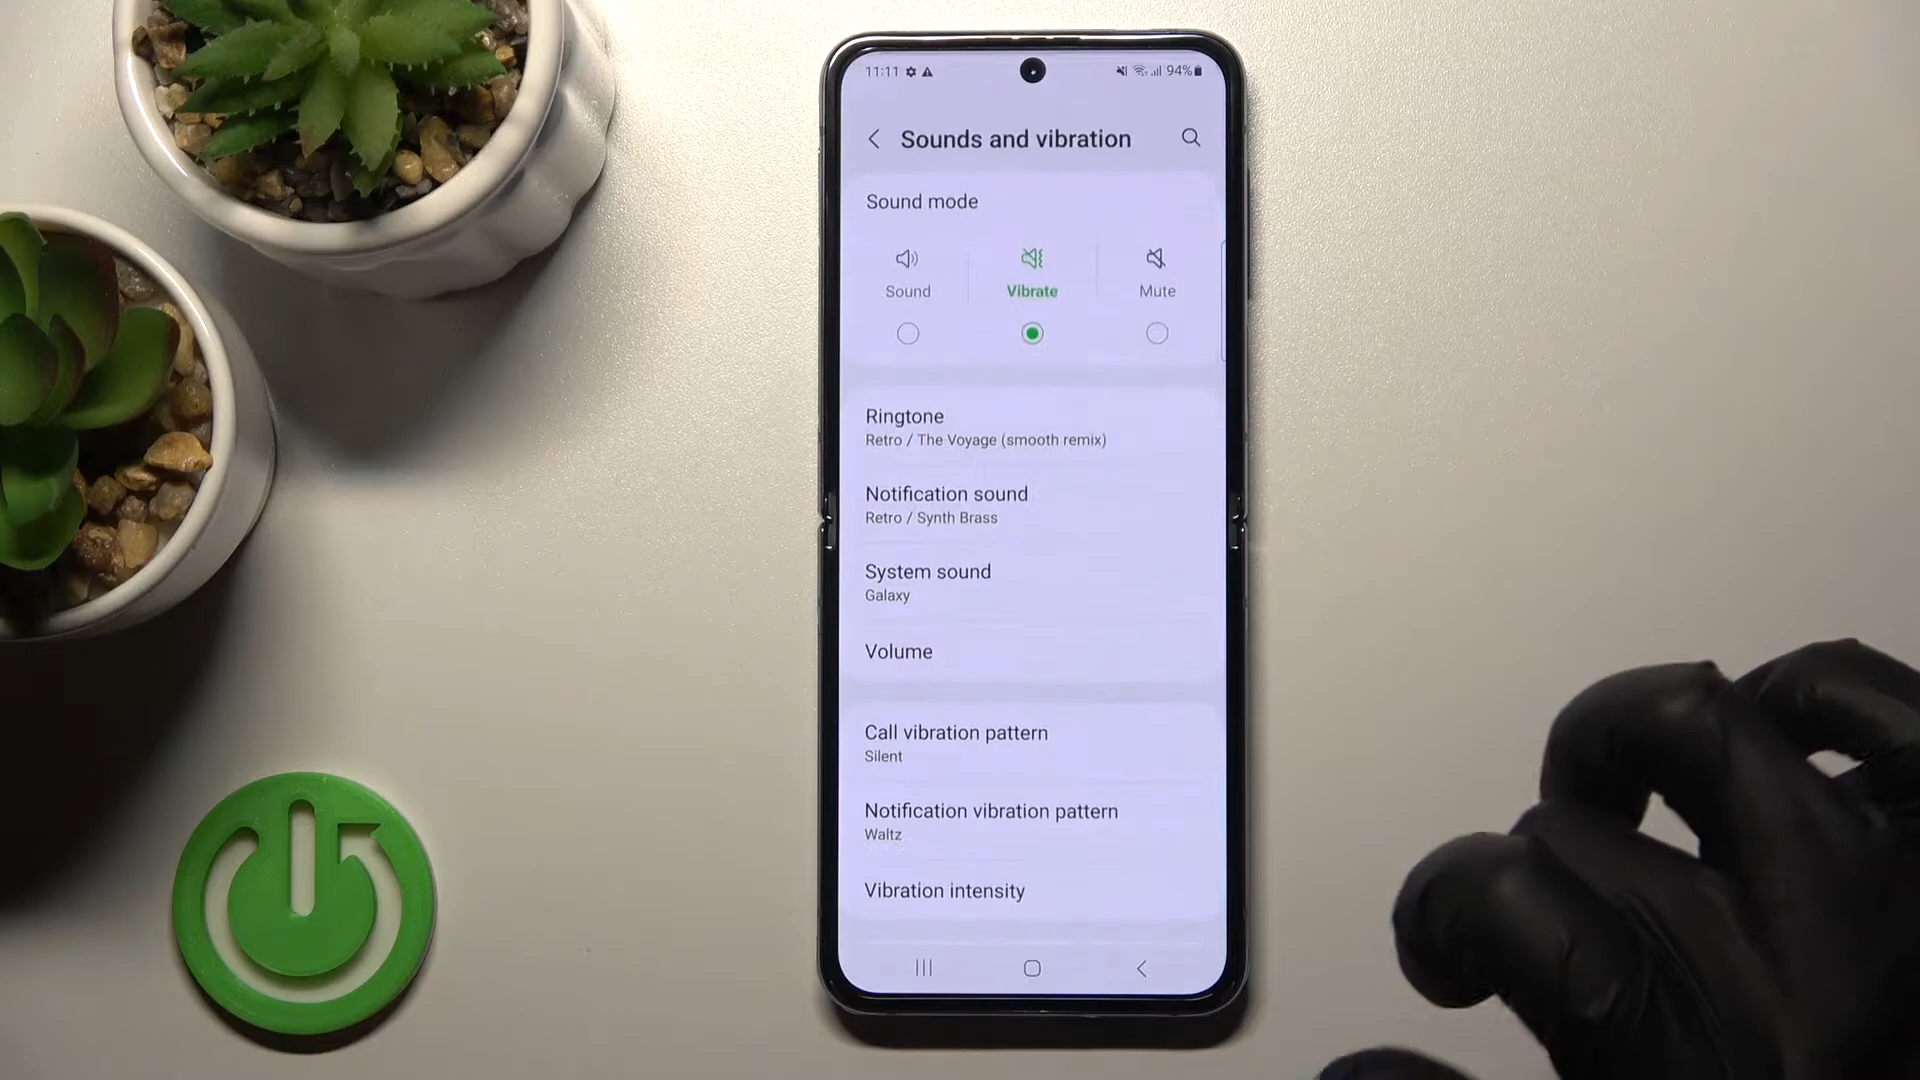 11:11 94%
Sounds and vibration
Sound mode
Sound Vibrate Mute
Ringtone
Retro / The Voyage (smooth remix)
Notification sound
Retro / Synth Brass
System sound
Galaxy
Volume
Call vibration pattern
Silent
Notification vibration pattern
Waltz
Vibration intensity